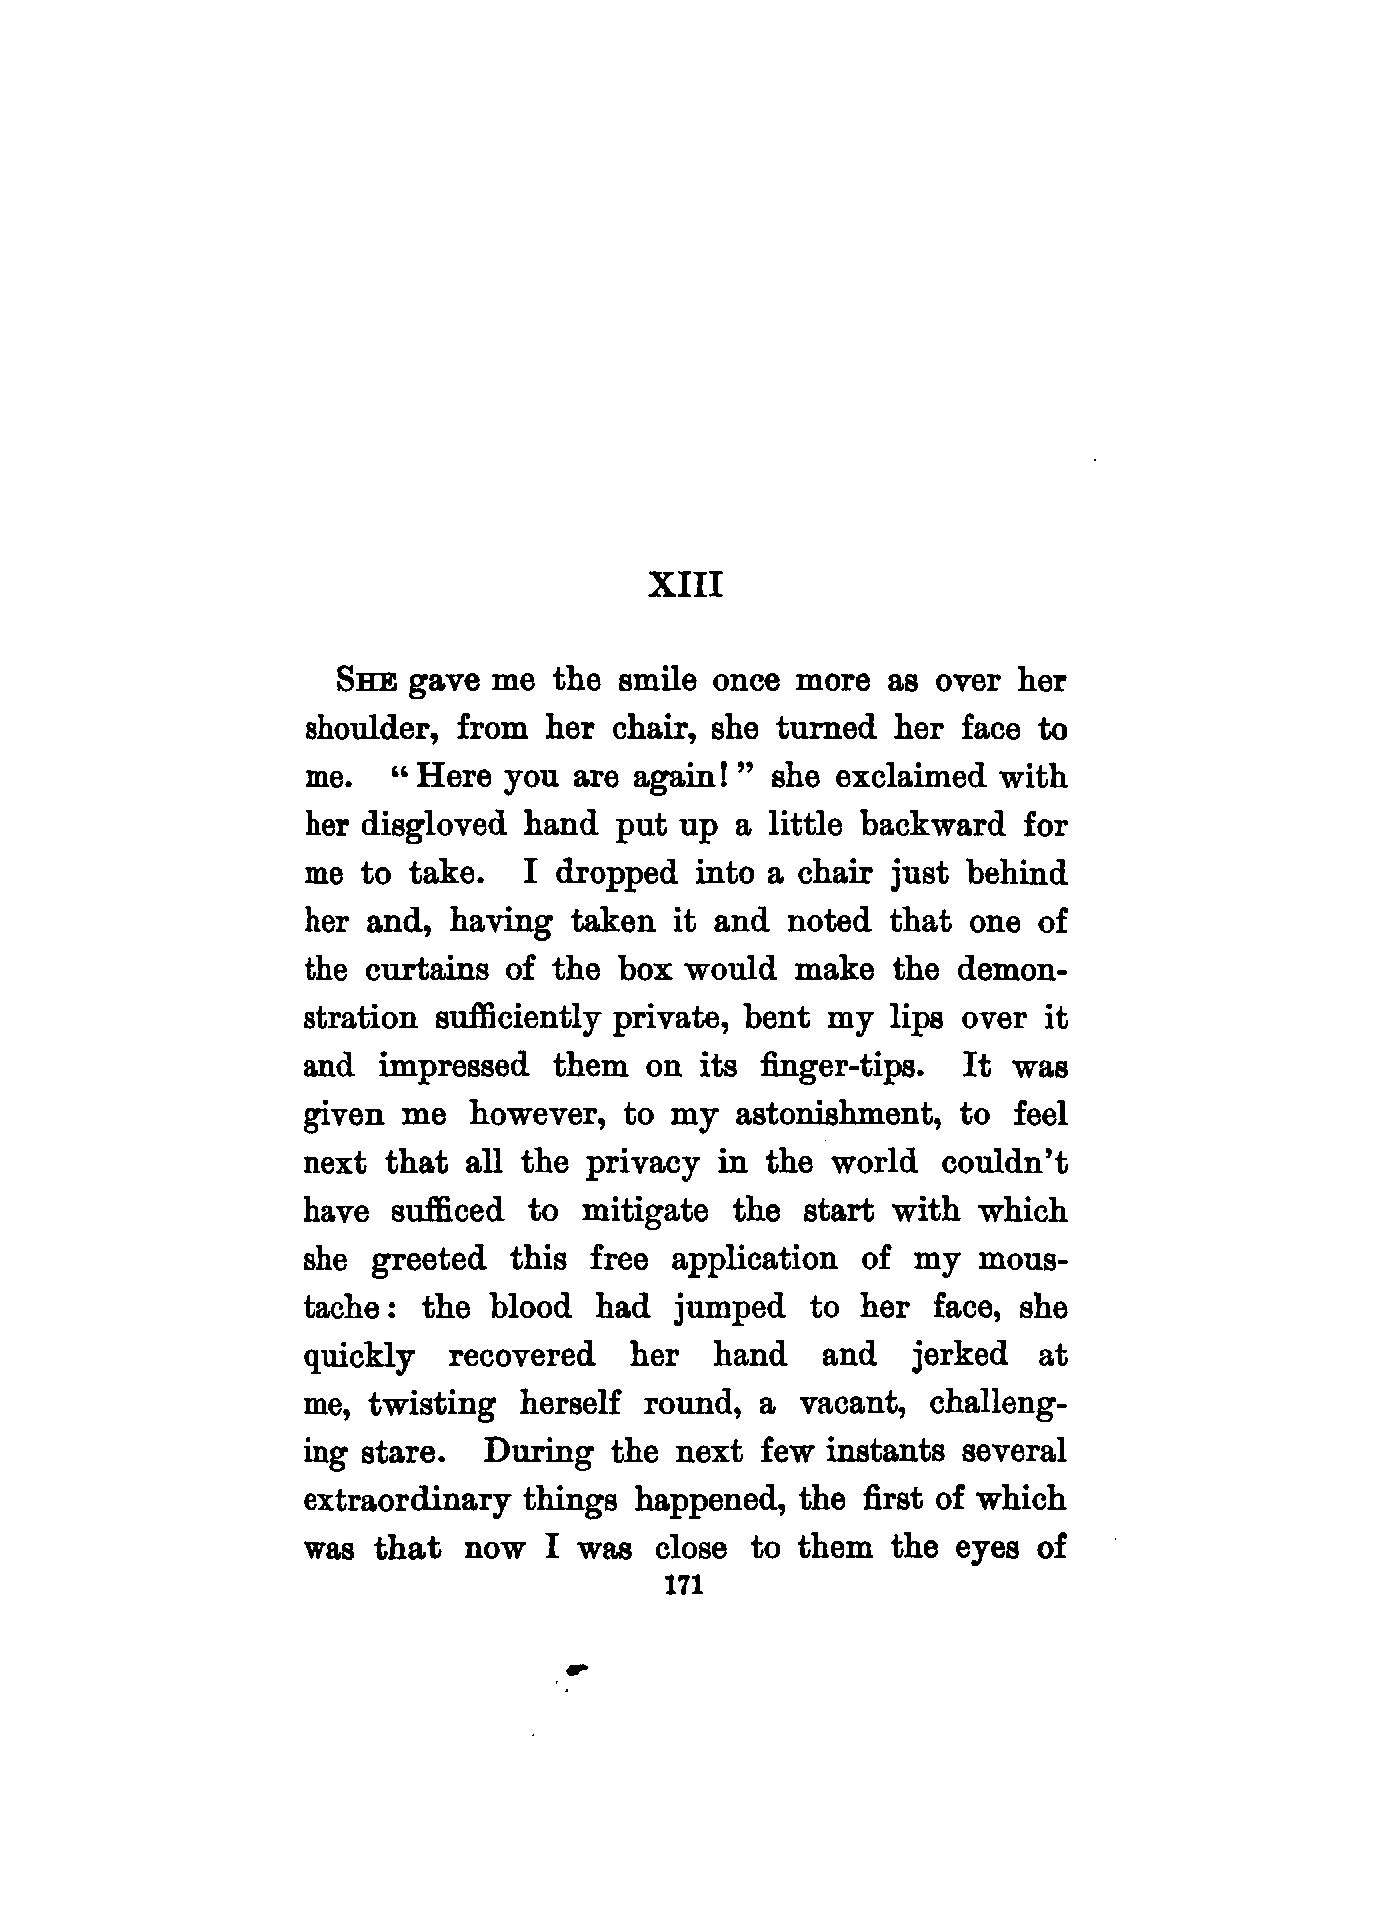 XIII
SHE gave me the smile once more as over her
shoulder, from her chair, she turned her face to
me. “Here you are again!” she exclaimed with
her disgloved hand put up a little backward for
me to take. I dropped into a chair just behind
her and, having taken it and noted that one of
the curtains of the box would make the demon-
stration sufficiently private, bent my lips over it
and impressed them on its finger-tips. It was
given me however, to my astonishment, to feel
next that all the privacy in the world couldn’t
have sufficed to mitigate the start with which
she greeted this free application of my mous-
tache: the blood had jumped to her face, she
quickly recovered her hand and jerked at
me, twisting herself round, a vacant, challeng-
ing stare. During the next few instants several
extraordinary things happened, the first of which
was that now I was close to them the eyes of
171